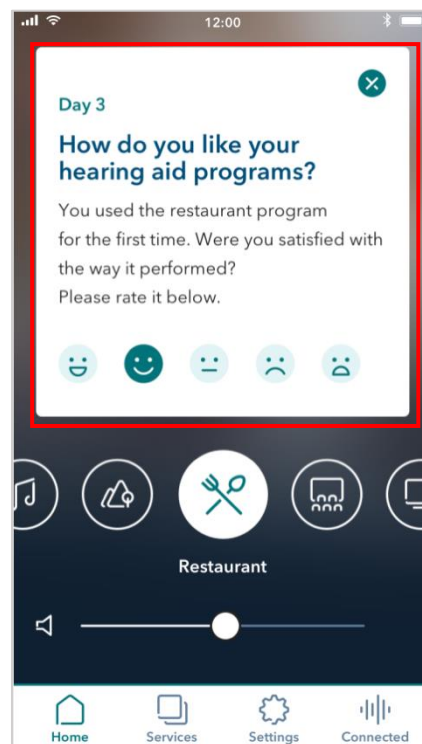 12:00
Day 3
How do you like your
hearing aid programs?
You used the restaurant program
for the first time. Were you satisfied with
the way it performed?
Please rate it below.
Restaurant
Home Services Settings Connected